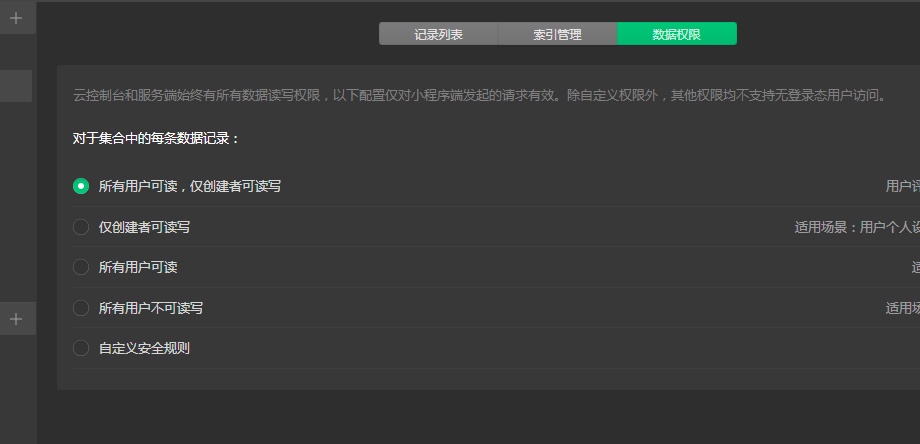 记录列表 索引管理 数据权限
云控制台和服务端始终有所有数据读写权限，以下配置仅对小程序端发起的请求有效。除自定义权限外，其他权限均不支持无登录态用户访问。
对于集合中的每条数据记录：
所有用户可读，仅创建者可读写 用户评
仅创建者可读写 适用场景：用户个人设
所有用户可读 适
所有用户不可读写 适用场
自定义安全规则